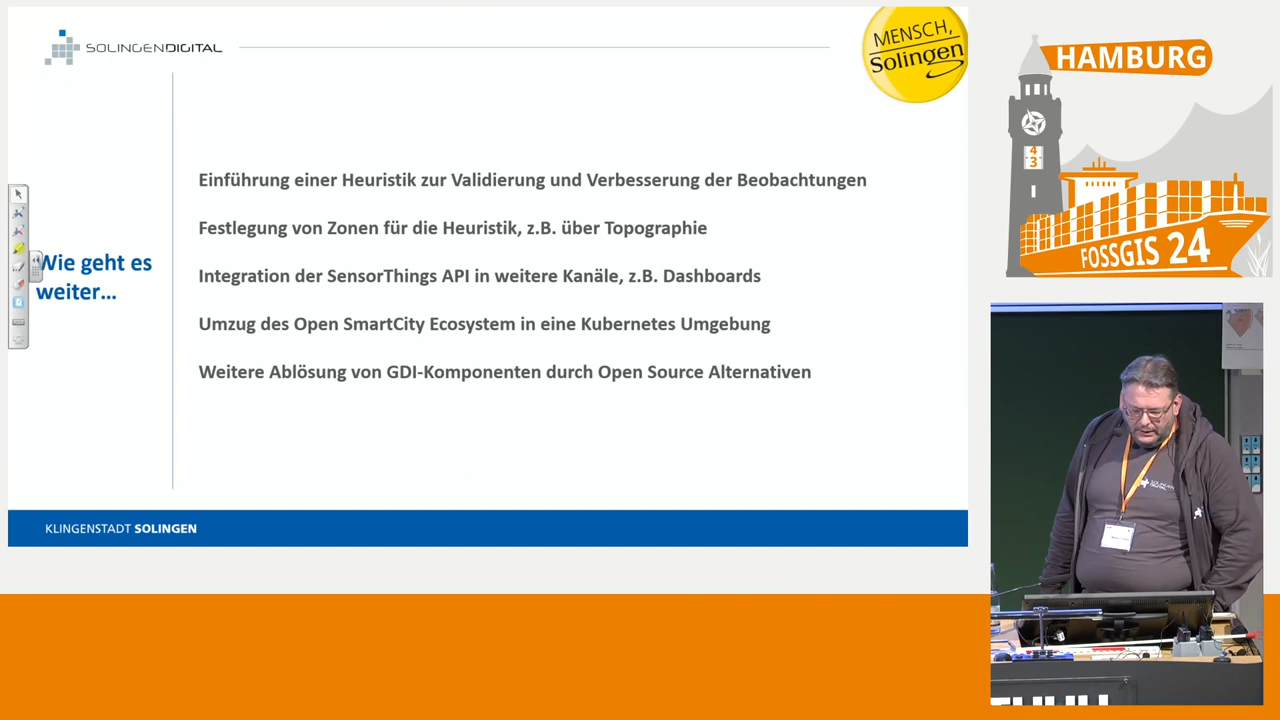 SOLINGENDIGITAL
MENSCH,
Solingen
Wie geht es
weiter...
Einführung einer Heuristik zur Validierung und Verbesserung der Beobachtungen
Festlegung von Zonen für die Heuristik, z.B. über Topographie
Integration der SensorThings API in weitere Kanäle, z.B. Dashboards
Umzug des Open SmartCity Ecosystem in eine Kubernetes Umgebung
Weitere Ablösung von GDI-Komponenten durch Open Source Alternativen
KLINGENSTADT SOLINGEN
HAMBURG
4
3
FOSSGIS 24